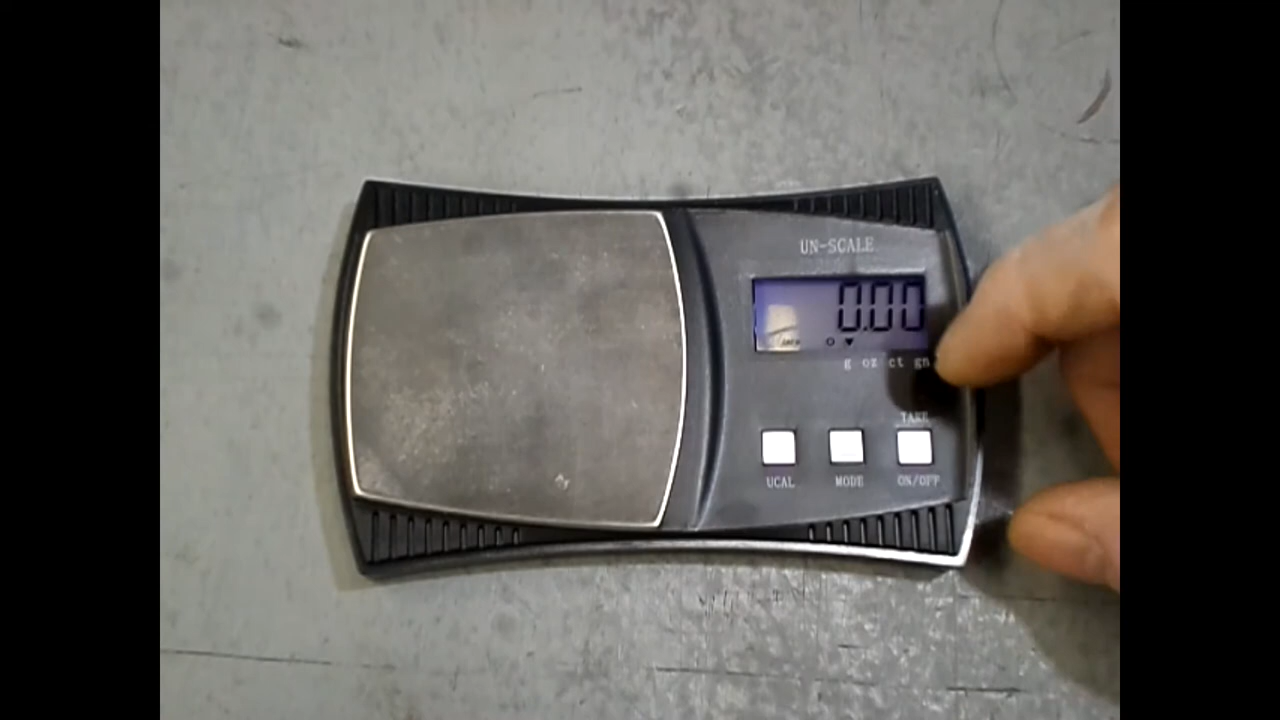 UN-SCALE
0.00
g oz ct gn
TARE
UCAL MODE ON/OFF